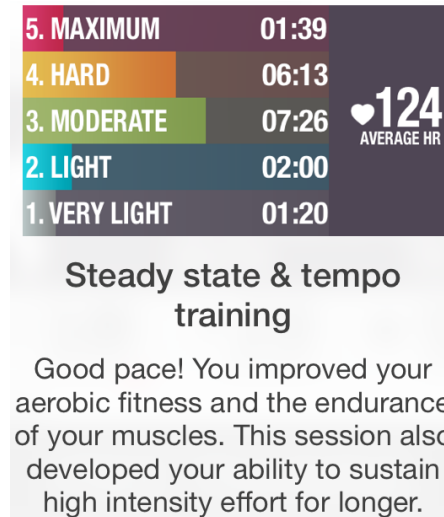 5. MAXIMUM 01:39
4. HARD 06:13
3. MODERATE 07:26
2. LIGHT 02:00
1. VERY LIGHT 01:20
124
AVERAGE HR
Steady state & tempo
training
Good pace! You improved your
aerobic fitness and the endurance
of your muscles. This session also
developed your ability to sustain
high intensity effort for longer.